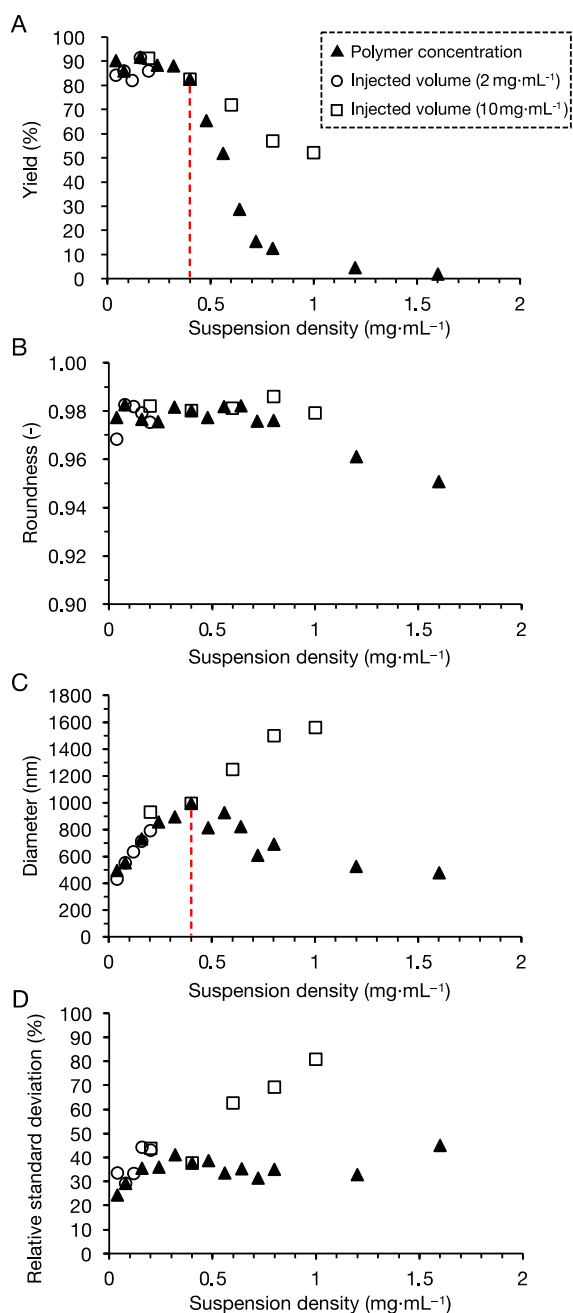 A
Polymer concentration
Injected volume (2 mg·mL⁻¹)
Injected volume (10 mg·mL⁻¹)
Yield (%)
100
90
80
70
60
50
40
30
20
10
0
0 0.5 1 1.5 2
Suspension density (mg·mL⁻¹)
B
Roundness (-)
1.00
0.98
0.96
0.94
0.92
0.90
0 0.5 1 1.5 2
Suspension density (mg·mL⁻¹)
C
Diameter (nm)
1800
1600
1400
1200
1000
800
600
400
200
0
0 0.5 1 1.5 2
Suspension density (mg·mL⁻¹)
D
Relative standard deviation (%)
100
90
80
70
60
50
40
30
20
10
0
0 0.5 1 1.5 2
Suspension density (mg·mL⁻¹)